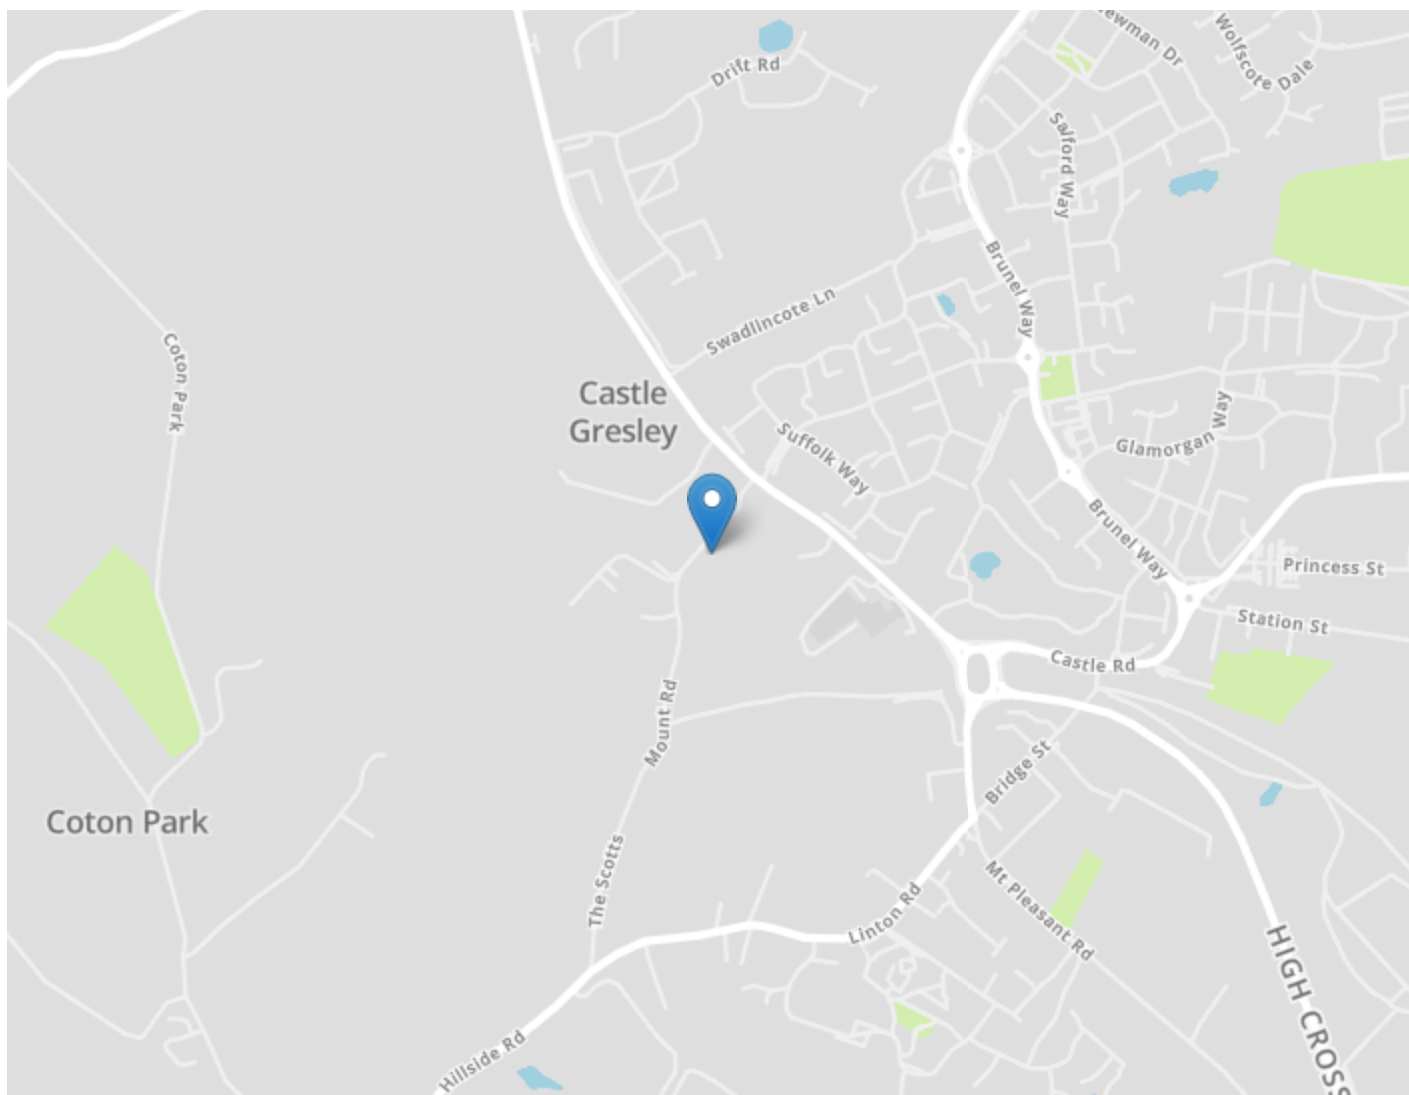 ewman Dr
Wolfscote Dale
Drift Rd
Salford Way
Brunel Way
Swadlincote Ln
Coton Park
Castle
Gresley
Glamorgan Way
Suffolk Way
Brunel Way
Princess St
Station St
Castle Rd
Mount Rd
Bridge St
Coton Park
The Scotts
Mt Pleasant Rd
Linton Rd
HIGH CROSS
Hillside Rd